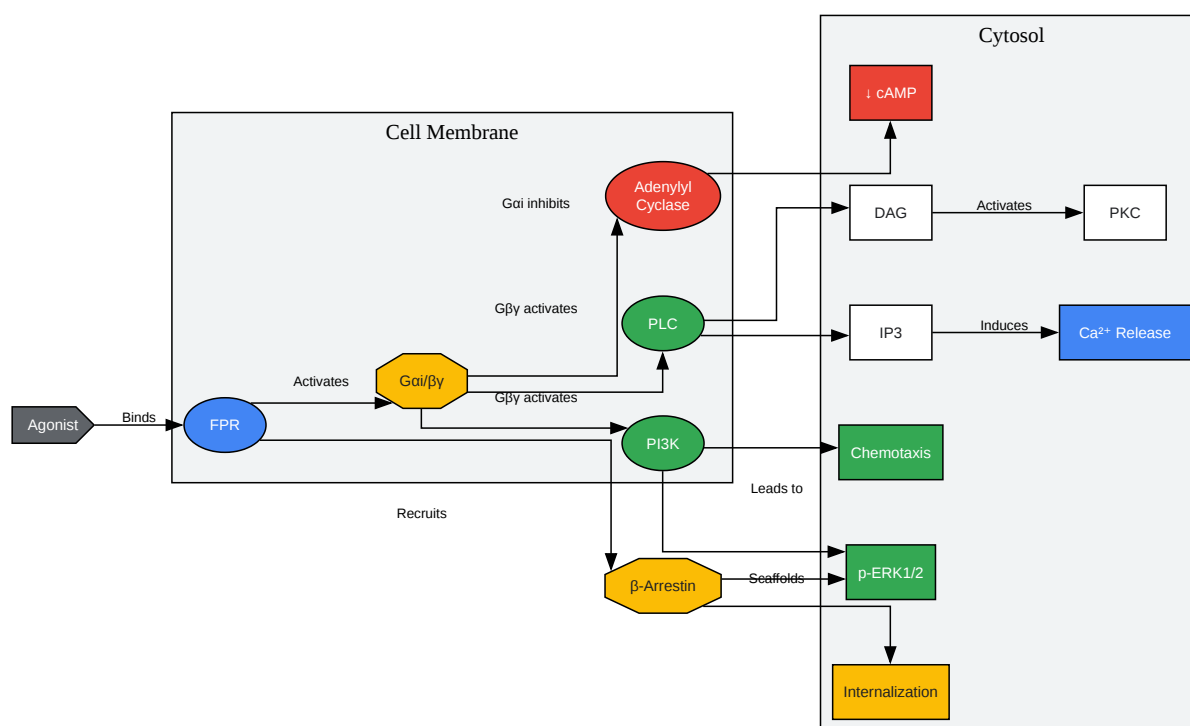 Cytosol
↓ cAMP
Cell Membrane
Adenylyl
Cyclase
Gαi inhibits
DAG
Activates
PKC
Gβγ activates
PLC
IP3
Induces
Ca²⁺ Release
Activates
Gαi/βγ
Gβγ activates
Agonist
Binds
FPR
PI3K
Chemotaxis
Leads to
Recruits
β-Arrestin
Scaffolds
p-ERK1/2
Internalization